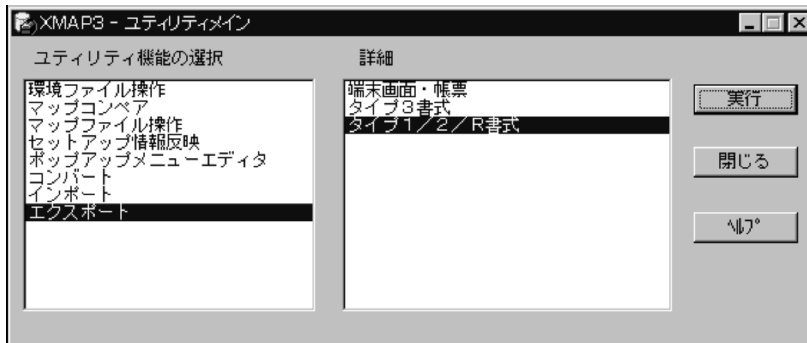 XMAP3 - ユティリティメイン
ユティリティ機能の選択
環境ファイル操作
マップコンペア
マップファイル操作
セットアップ情報反映
ポップアップメニューエディタ
コンバート
インポート
エクスポート
詳細
端末画面・帳票
タイプ3書式
タイプ1/2/R書式
実行
閉じる
ヘルプ